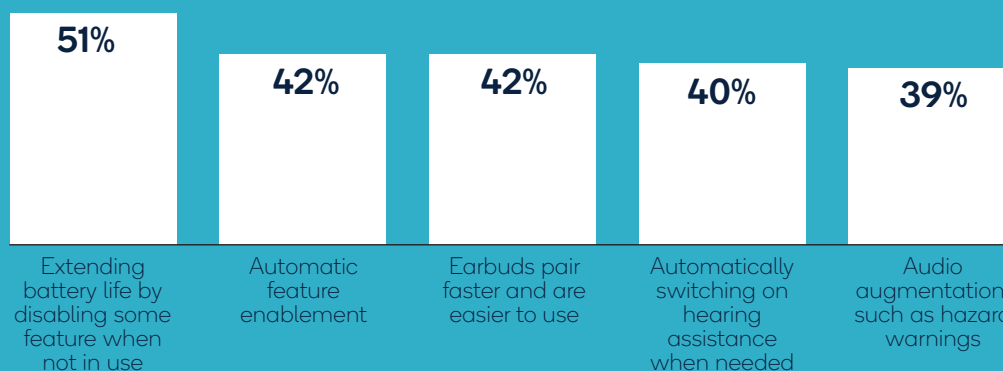 51%
42%
42%
40%
39%
Extending
battery life by
disabling some
feature when
not in use
Automatic
feature
enablement
Earbuds pair
faster and are
easier to use
Automatically
switching on
hearing
assistance
when needed
Audio
augmentation
such as hazard
warnings